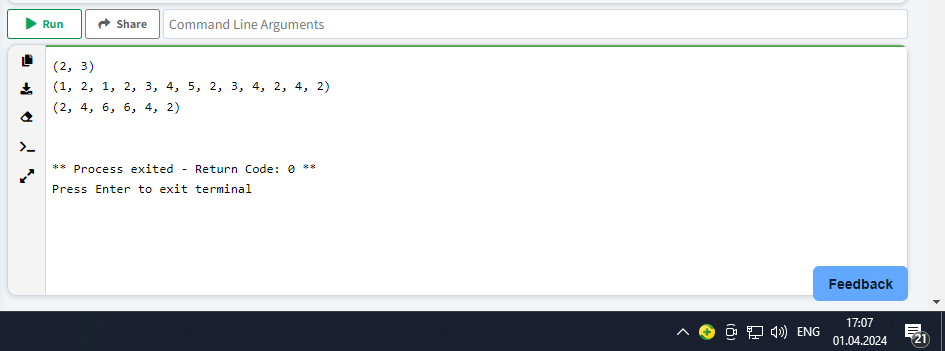 Run Share Command Line Arguments
(2, 3)
(1, 2, 1, 2, 3, 4, 5, 2, 3, 4, 2, 4, 2)
(2, 4, 6, 6, 4, 2)
>_
** Process exited - Return Code: 0 **
Press Enter to exit terminal
Feedback
ENG
17:07
01.04.2024
21